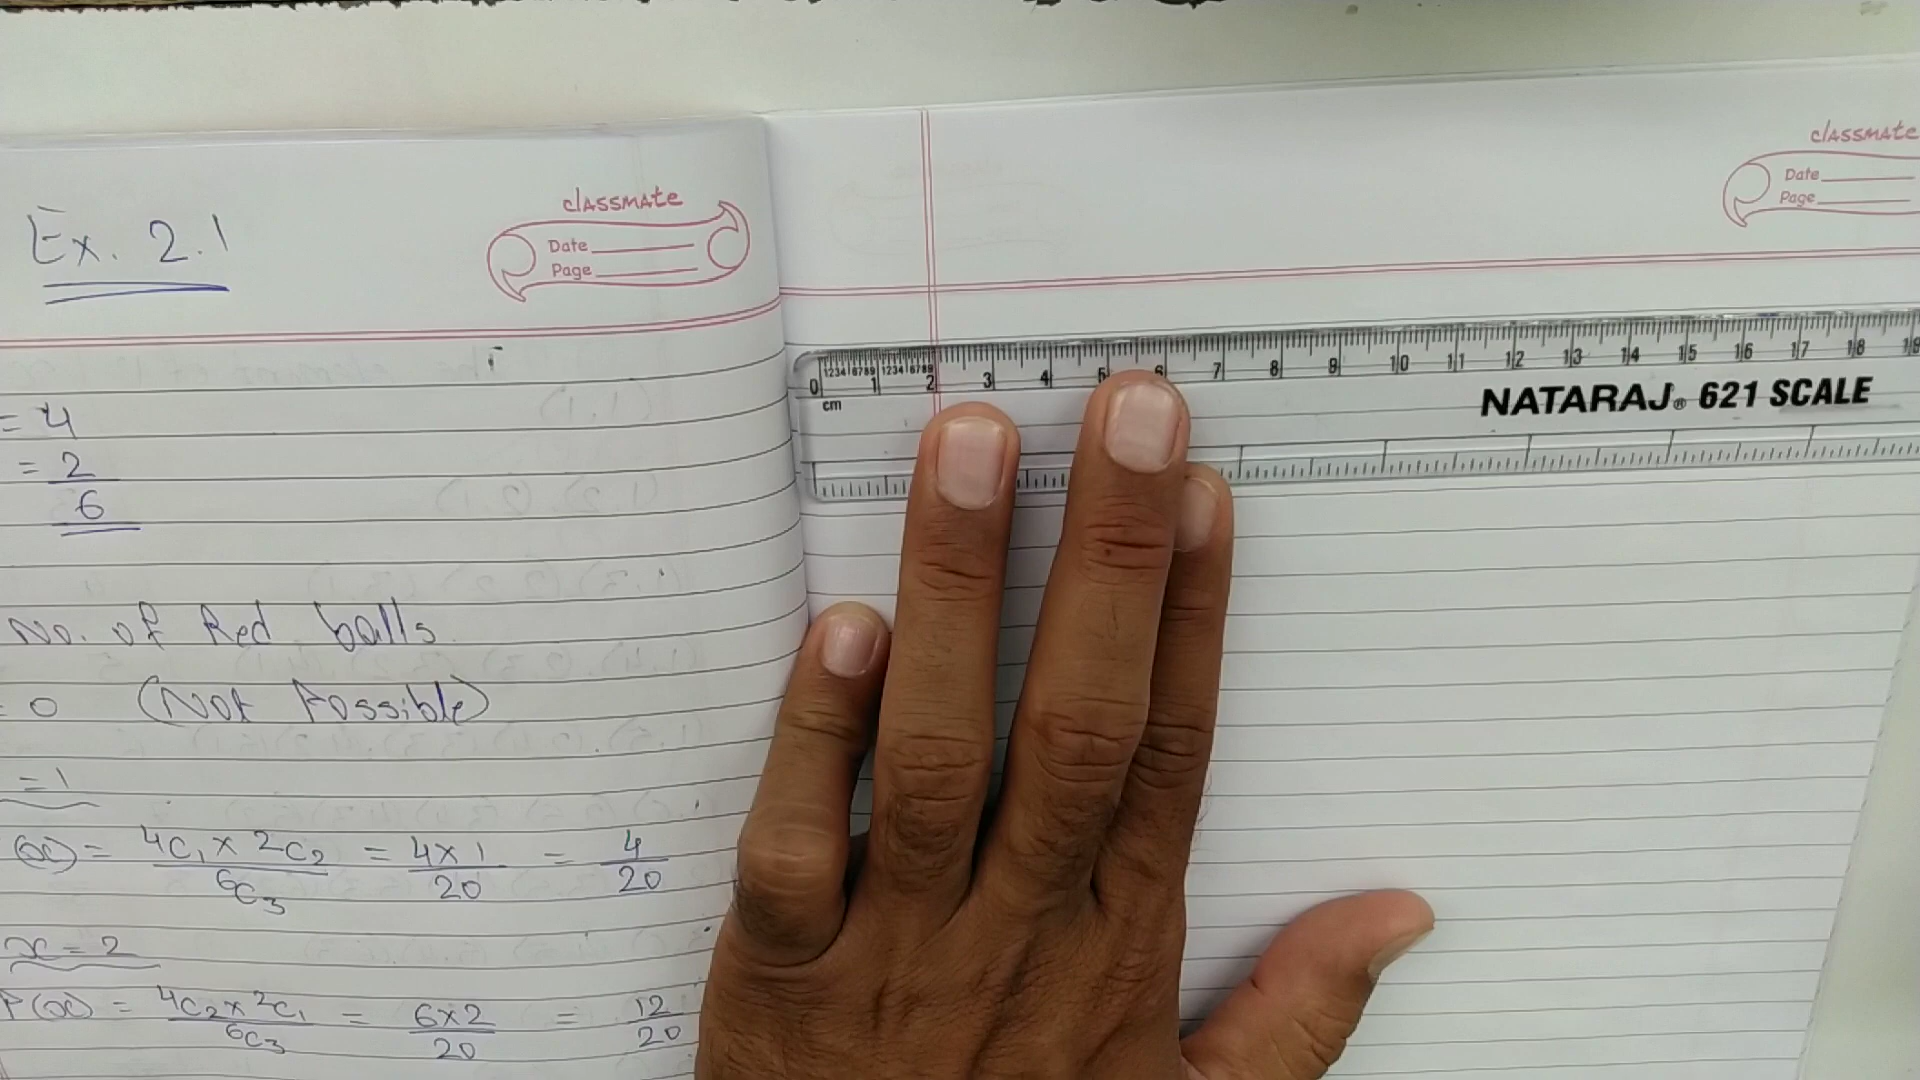 Ex. 2.1
classmate
Date
Page
= 4
= 2
6
No. of Red balls
= 0 (Not Possible)
= 1
(x) = 4C1 x 2C2 / 6C3 = 4 x 1 / 20 = 4 / 20
x = 2
P(x) = 4C2 x 2C1 / 6C3 = 6 x 2 / 20 = 12 / 20
classmate
Date
Page
0 1 2 3 4 5 6 7 8 9 10 11 12 13 14 15 16 17 18 19
cm
NATARAJ® 621 SCALE